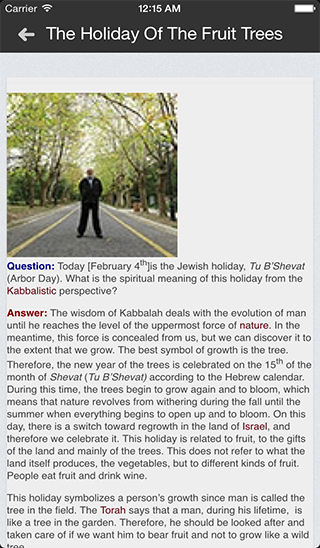 Carrier 12:15 AM
The Holiday Of The Fruit Trees
Question: Today [February 4th]is the Jewish holiday, Tu B'Shevat
(Arbor Day). What is the spiritual meaning of this holiday from the
Kabbalistic perspective?
Answer: The wisdom of Kabbalah deals with the evolution of man
until he reaches the level of the uppermost force of nature. In the
meantime, this force is concealed from us, but we can discover it to
the extent that we grow. The best symbol of growth is the tree.
Therefore, the new year of the trees is celebrated on the 15th of the
month of Shevat (Tu B'Shevat) according to the Hebrew calendar.
During this time, the trees begin to grow again and to bloom, which
means that nature revolves from withering during the fall until the
summer when everything begins to open up and to bloom. On this
day, there is a switch toward regrowth in the land of Israel, and
therefore we celebrate it. This holiday is related to fruit, to the gifts
of the land and mainly of the trees. This does not refer to what the
land itself produces, the vegetables, but to different kinds of fruit.
People eat fruit and drink wine.
This holiday symbolizes a person's growth since man is called the
tree in the field. The Torah says that a man, during his lifetime, is
like a tree in the garden. Therefore, he should be looked after and
taken care of if we want him to bear fruit and not to grow like a wild
tree